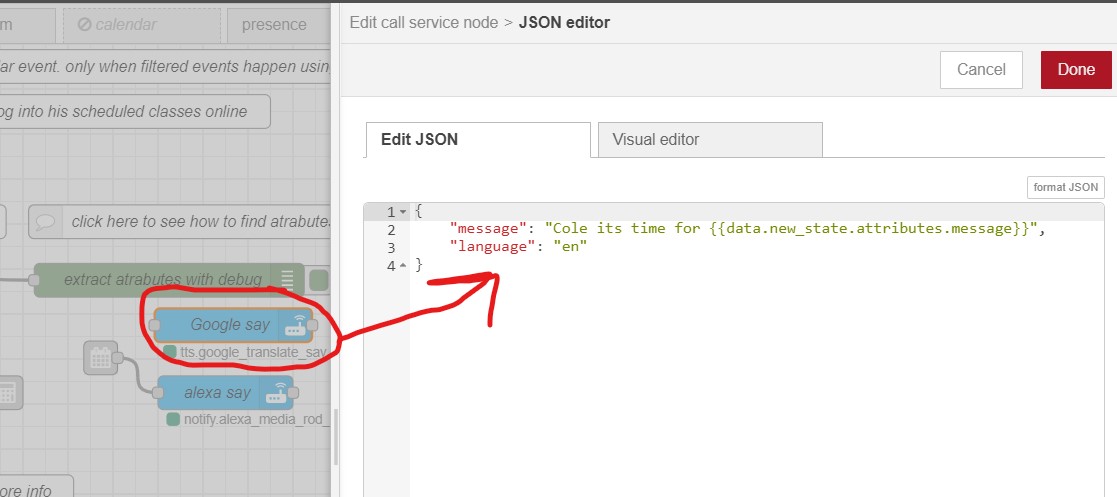 m
calendar
presence
Edit call service node > JSON editor
ar event. only when filtered events happen usin
Cancel
Done
og into his scheduled classes online
Edit JSON
Visual editor
format JSON
click here to see how to find atrabute
1 {
2 "message": "Cole its time for {{data.new_state.attributes.message}}",
3 "language": "en"
4 }
extract atrabutes with debug
Google say
tts.google_translate_say
alexa say
notify.alexa_media_rod_
ore info